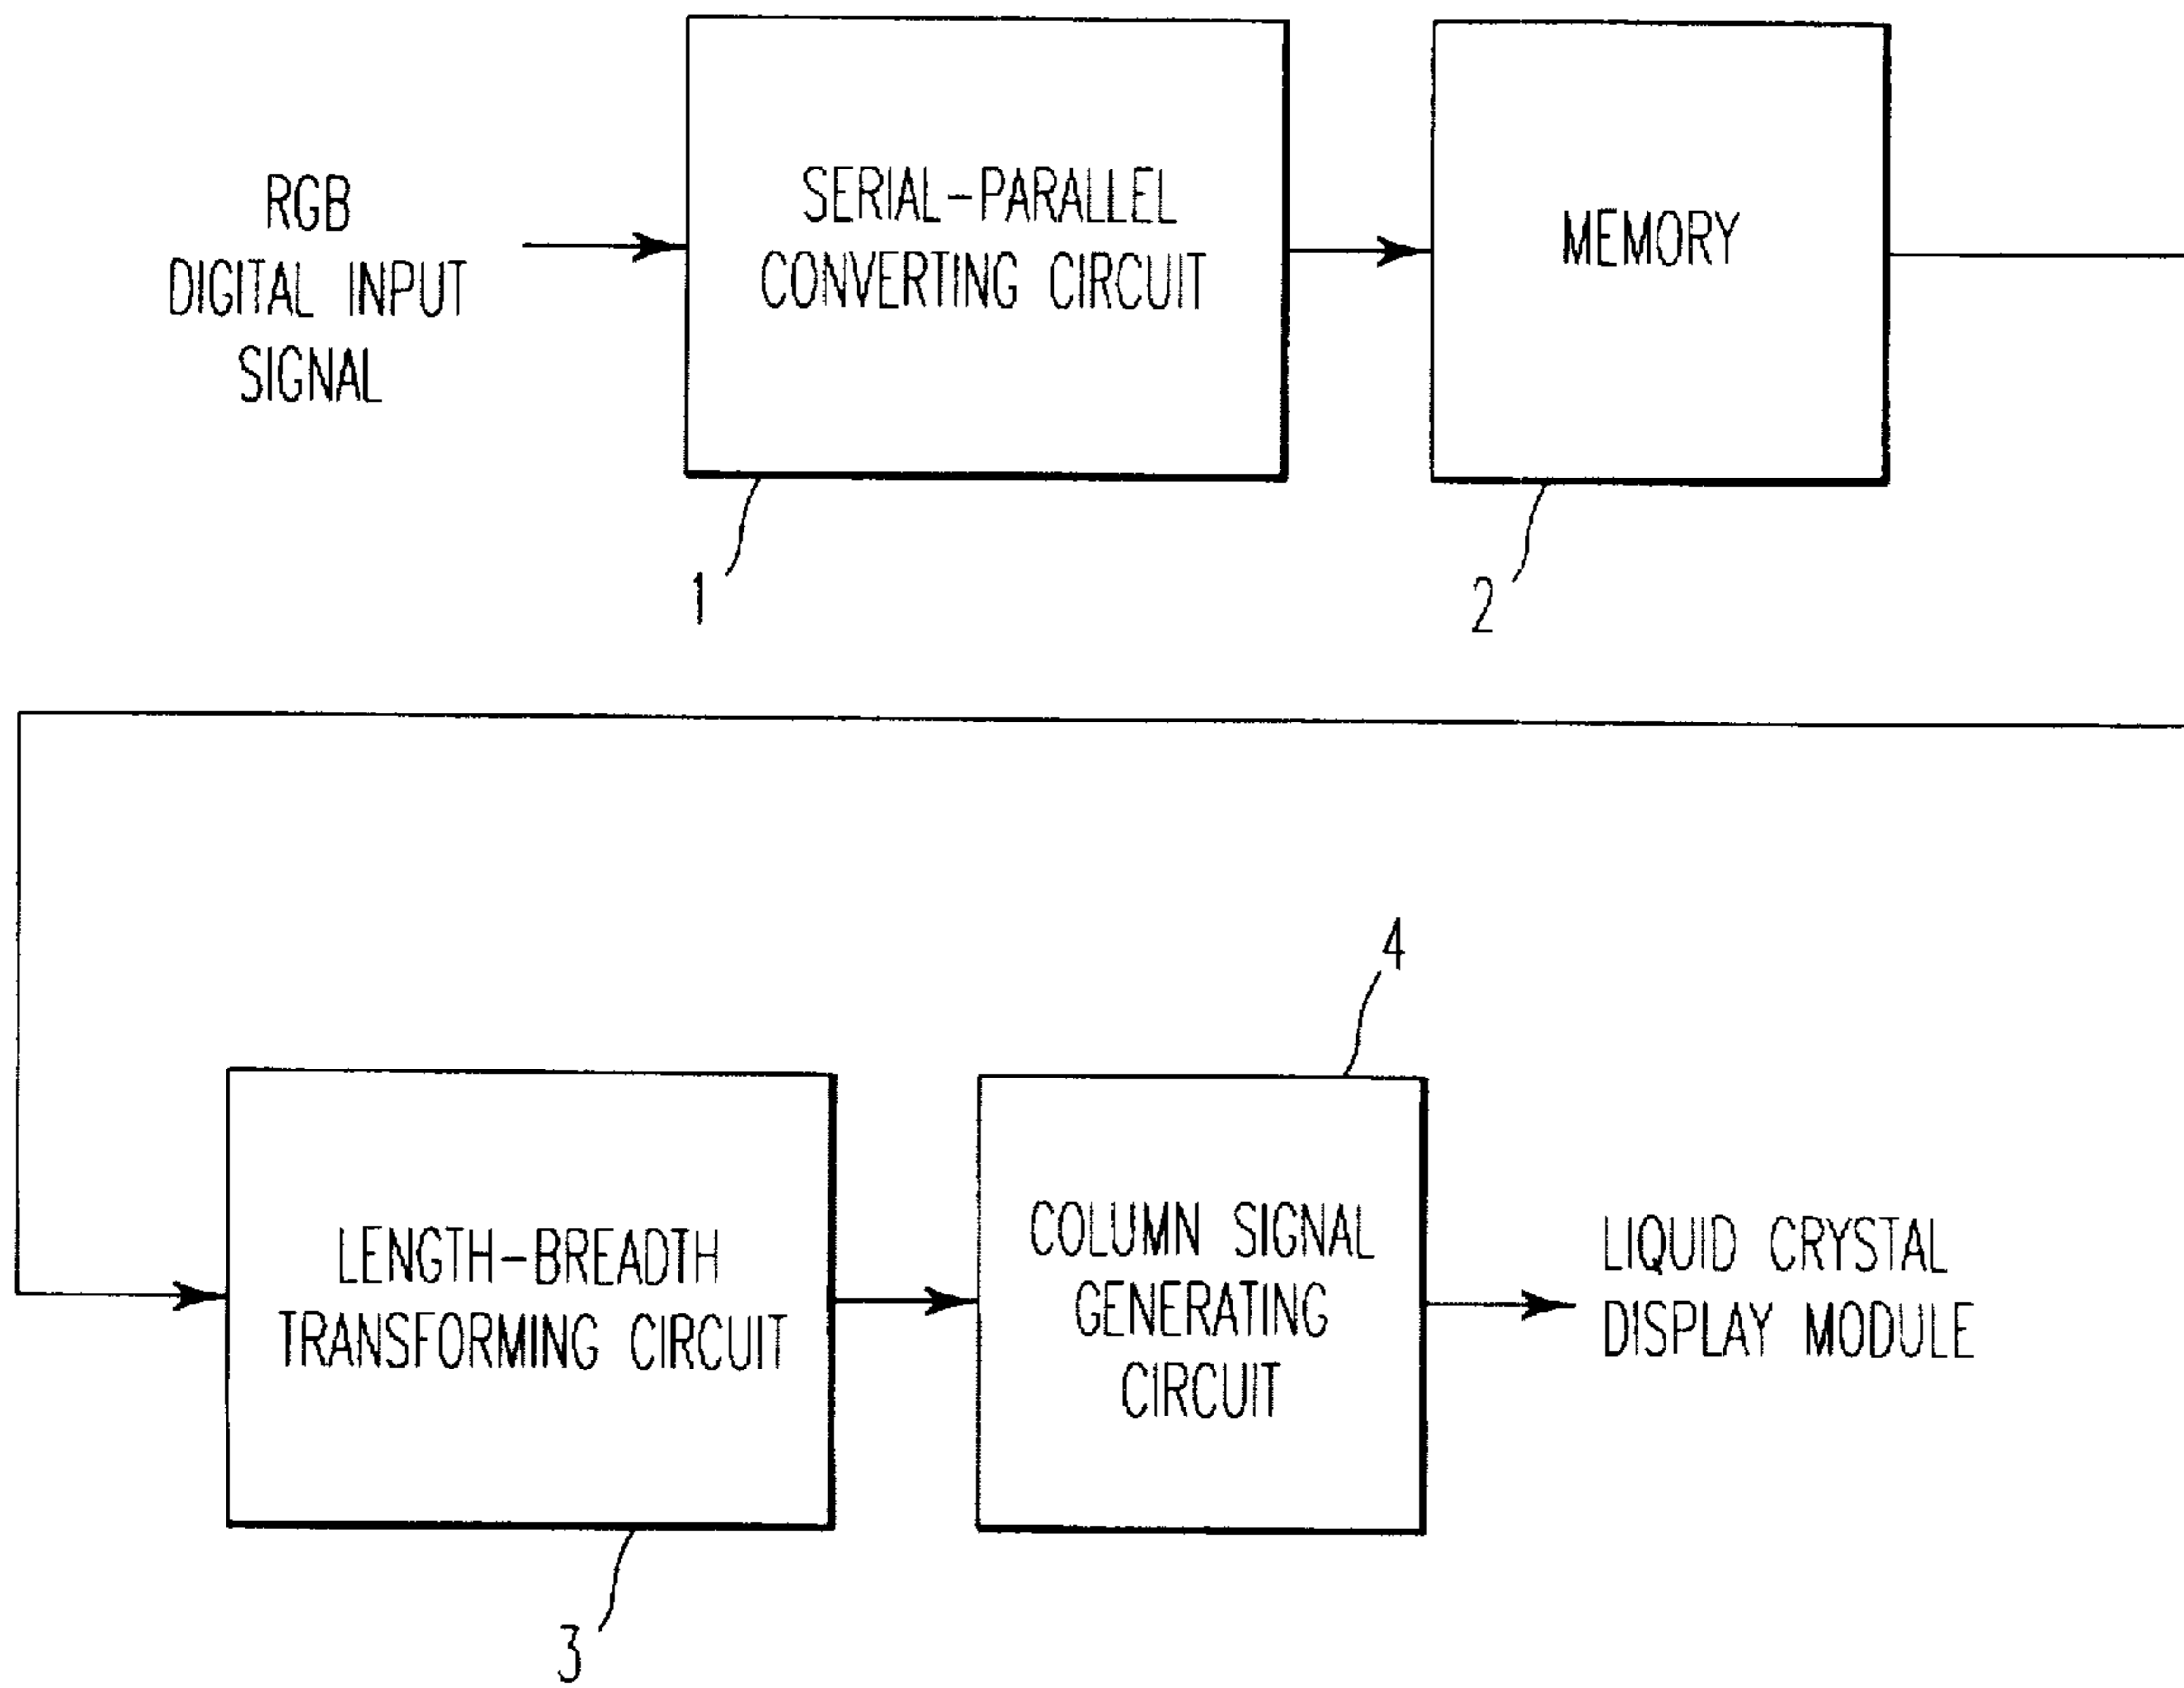 RGB
DIGITAL INPUT
SIGNAL
SERIAL-PARALLEL
CONVERTING CIRCUIT
MEMORY
1
2
4
LENGTH-BREADTH
TRANSFORMING CIRCUIT
COLUMN SIGNAL
GENERATING
CIRCUIT
LIQUID CRYSTAL
DISPLAY MODULE
3